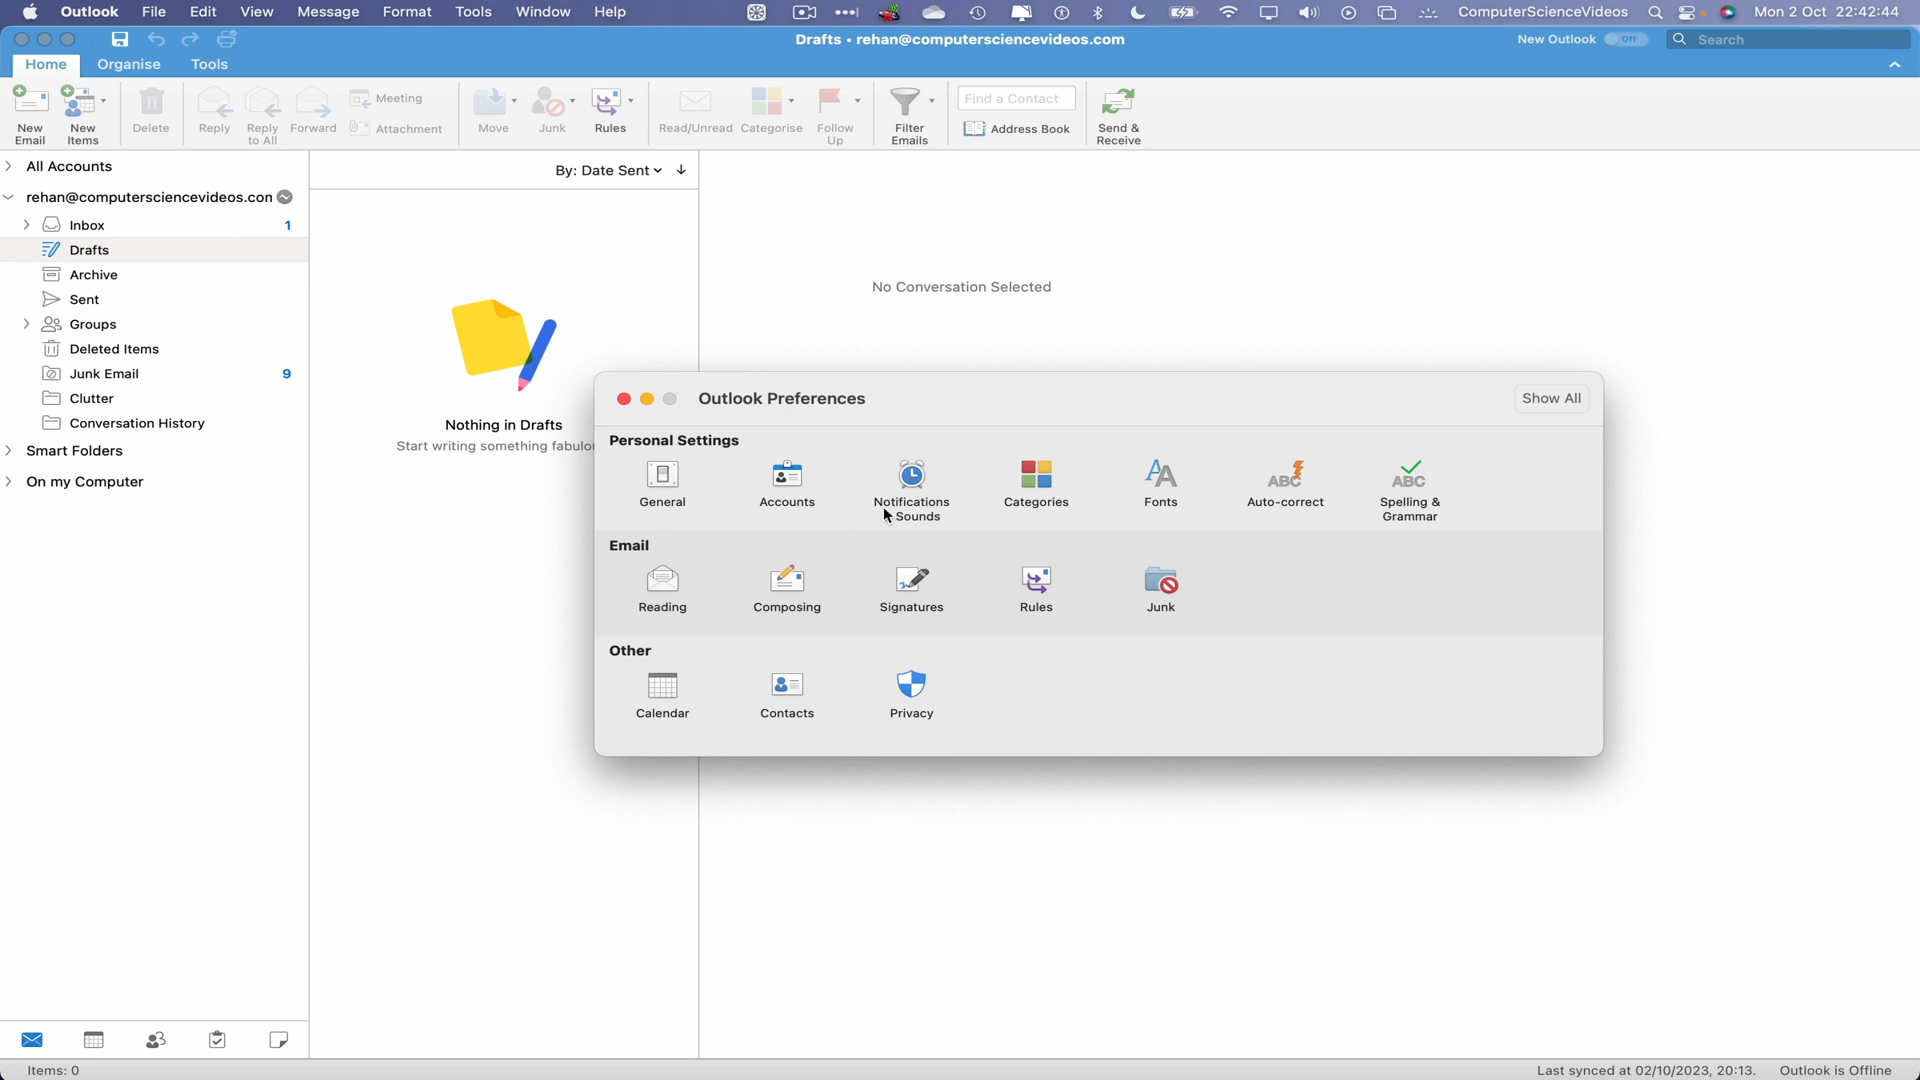 Outlook File Edit View Message Format Tools Window Help ComputerScienceVideos Mon 2 Oct 22:42:44
Drafts • rehan@computersciencevideos.com New Outlook Off Search
Home Organise Tools
New Email
New Items
Delete
Reply
Reply to All
Forward
Meeting
Attachment
Move
Junk
Rules
Read/Unread
Categorise
Follow Up
Filter Emails
Find a Contact
Address Book
Send & Receive
All Accounts
rehan@computersciencevideos.con
Inbox 1
Drafts
Archive
Sent
Groups
Deleted Items
Junk Email 9
Clutter
Conversation History
Smart Folders
On my Computer
By: Date Sent
Nothing in Drafts
Start writing something fabulo
No Conversation Selected
Outlook Preferences Show All
Personal Settings
General
Accounts
Notifications
Sounds
Categories
Fonts
ABC
Auto-correct
ABC
Spelling &
Grammar
Email
Reading
Composing
Signatures
Rules
Junk
Other
Calendar
Contacts
Privacy
Items: 0 Last synced at 02/10/2023, 20:13. Outlook is Offline